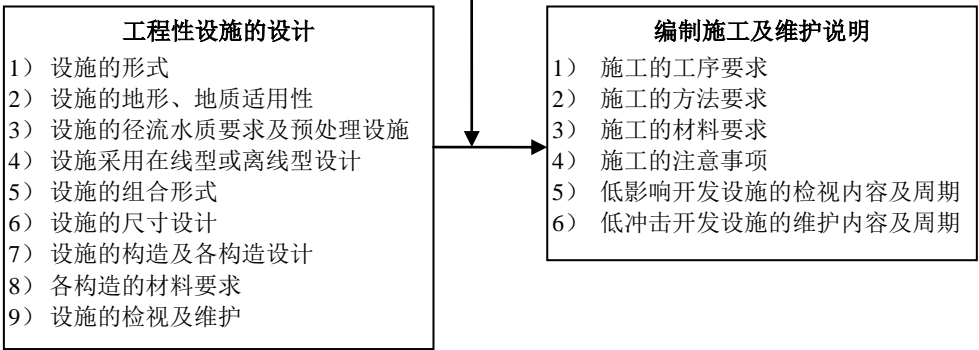 工程性设施的设计
1） 设施的形式
2） 设施的地形、地质适用性
3） 设施的径流水质要求及预处理设施
4） 设施采用在线型或离线型设计
5） 设施的组合形式
6） 设施的尺寸设计
7） 设施的构造及各构造设计
8） 各构造的材料要求
9） 设施的检视及维护
编制施工及维护说明
1） 施工的工序要求
2） 施工的方法要求
3） 施工的材料要求
4） 施工的注意事项
5） 低影响开发设施的检视内容及周期
6） 低冲击开发设施的维护内容及周期